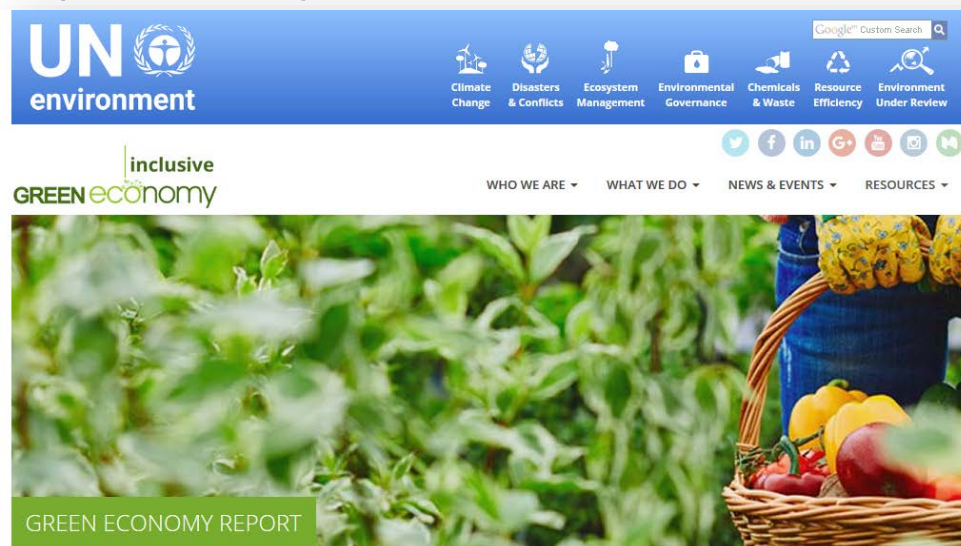 UN
environment
Google™ Custom Search
Climate
Change
Disasters
& Conflicts
Ecosystem
Management
Environmental
Governance
Chemicals
& Waste
Resource
Efficiency
Environment
Under Review
inclusive
GREEN economy
WHO WE ARE
WHAT WE DO
NEWS & EVENTS
RESOURCES
GREEN ECONOMY REPORT